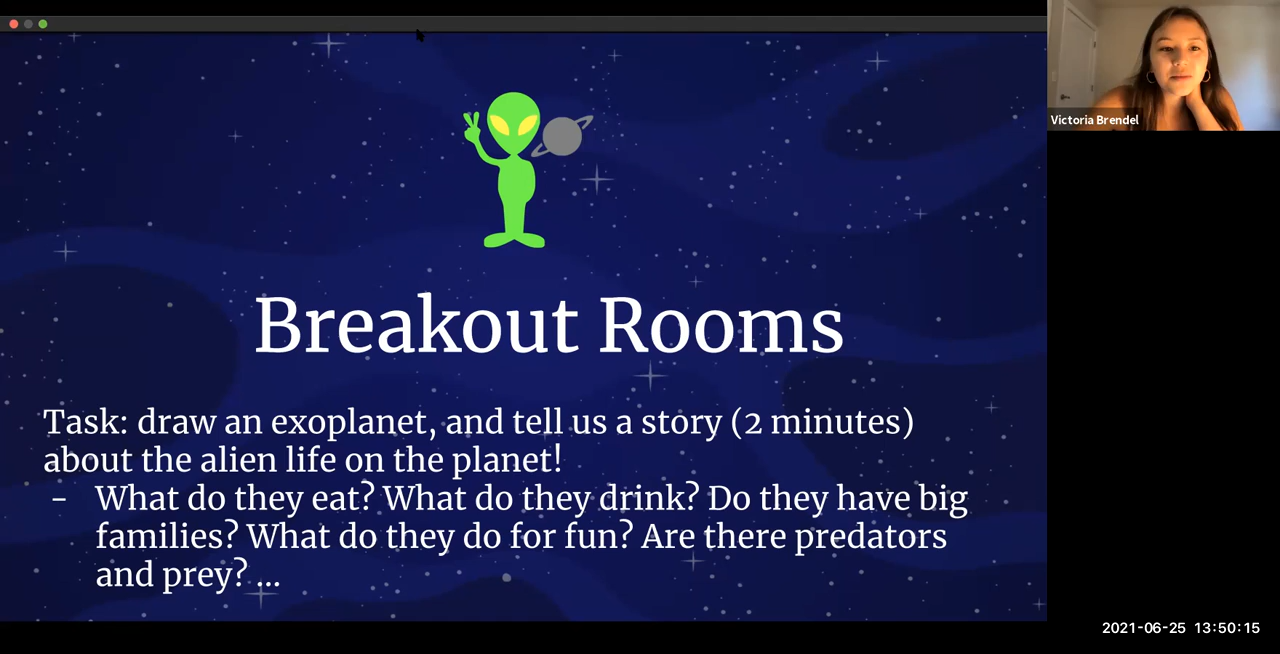 Victoria Brendel
Breakout Rooms
Task: draw an exoplanet, and tell us a story (2 minutes)
about the alien life on the planet!
- What do they eat? What do they drink? Do they have big
families? What do they do for fun? Are there predators
and prey? ...
2021-06-25 13:50:15